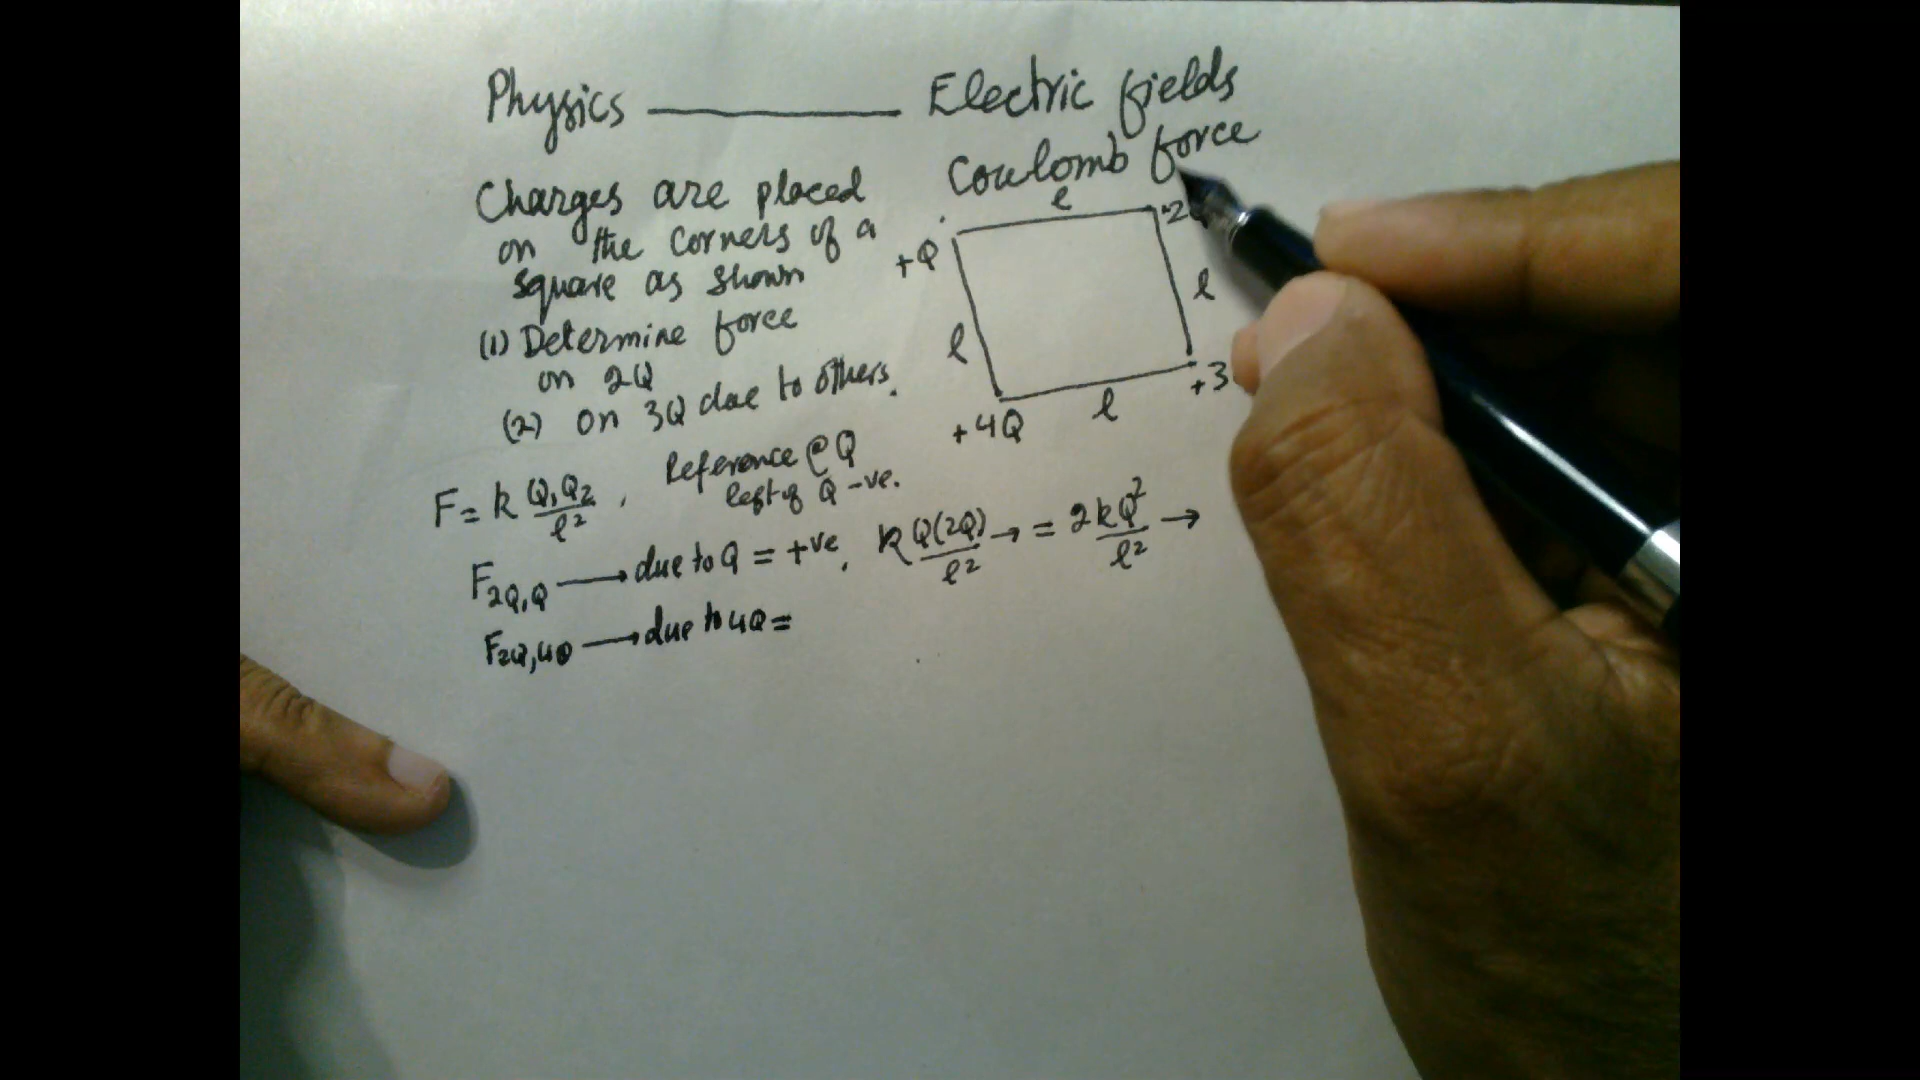 Physics ——— Electric fields
Coulomb force
Charges are placed
on the corners of a
square as shown
(1) Determine force
on 2Q
(2) on 3Q due to others.
l
+Q
l
l
+3
+4Q
l
F = k Q1Q2/l², Reference @ Q
left of Q -ve.
F2Q,Q → due to Q = +ve, k Q(2Q)/l² → = 2kQ²/l² →
F2Q,4Q → due to 4Q =